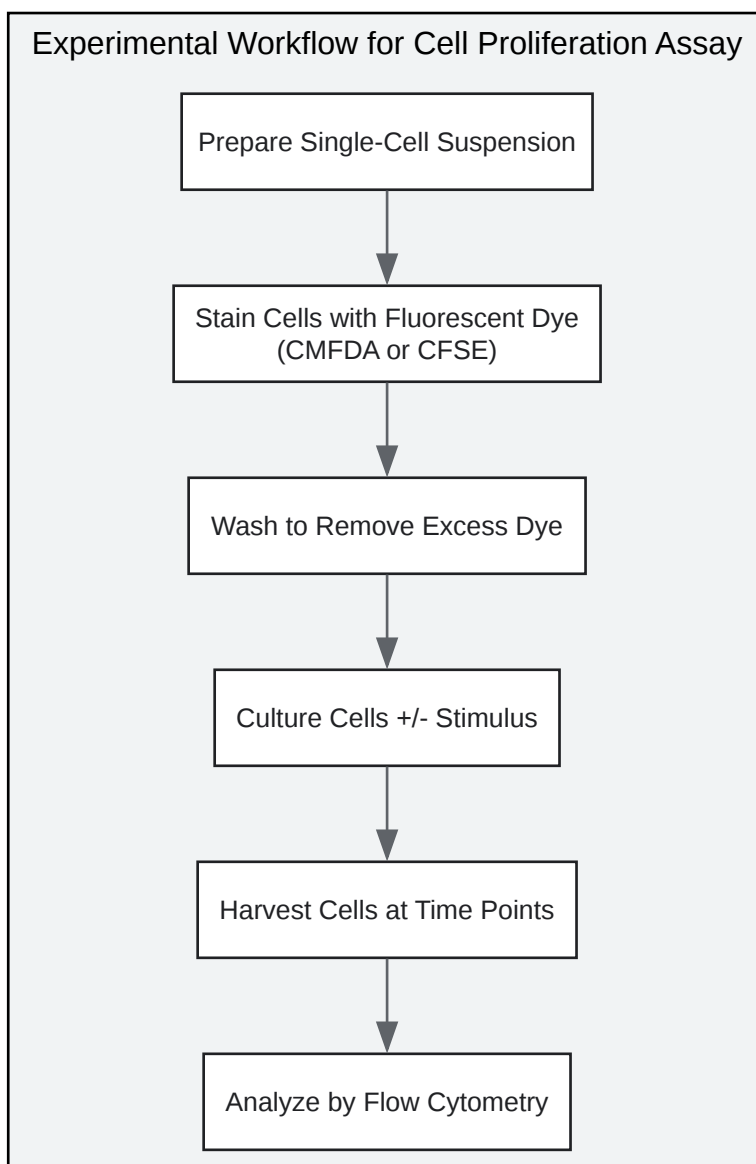 Experimental Workflow for Cell Proliferation Assay
Prepare Single-Cell Suspension
Stain Cells with Fluorescent Dye
(CMFDA or CFSE)
Wash to Remove Excess Dye
Culture Cells +/- Stimulus
Harvest Cells at Time Points
Analyze by Flow Cytometry